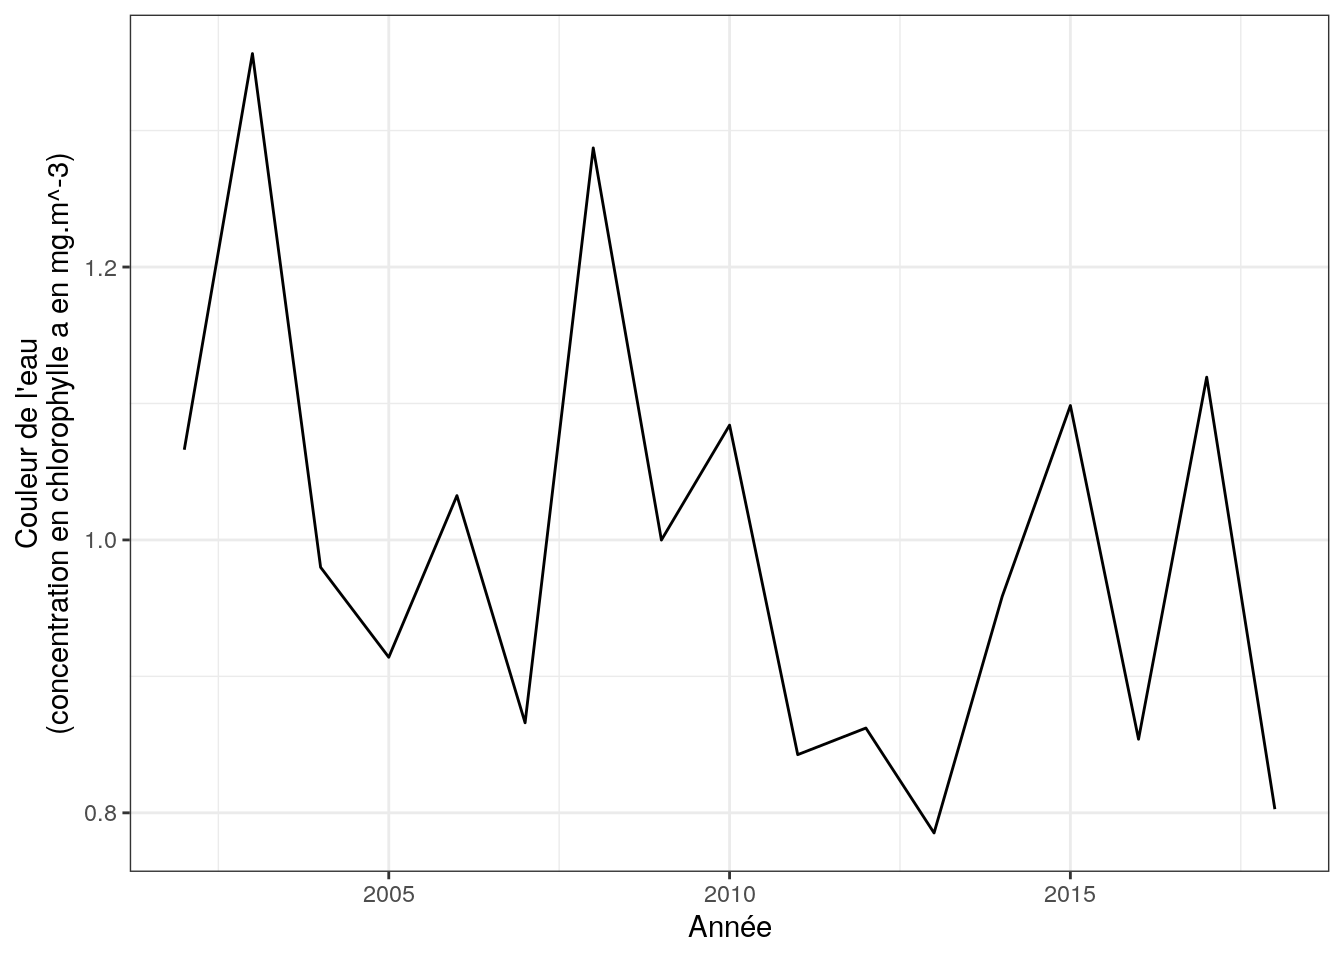 Couleur de l'eau
(concentration en chlorophylle a en mg.m^-3)
1.2
1.0
0.8
2005
2010
2015
Année